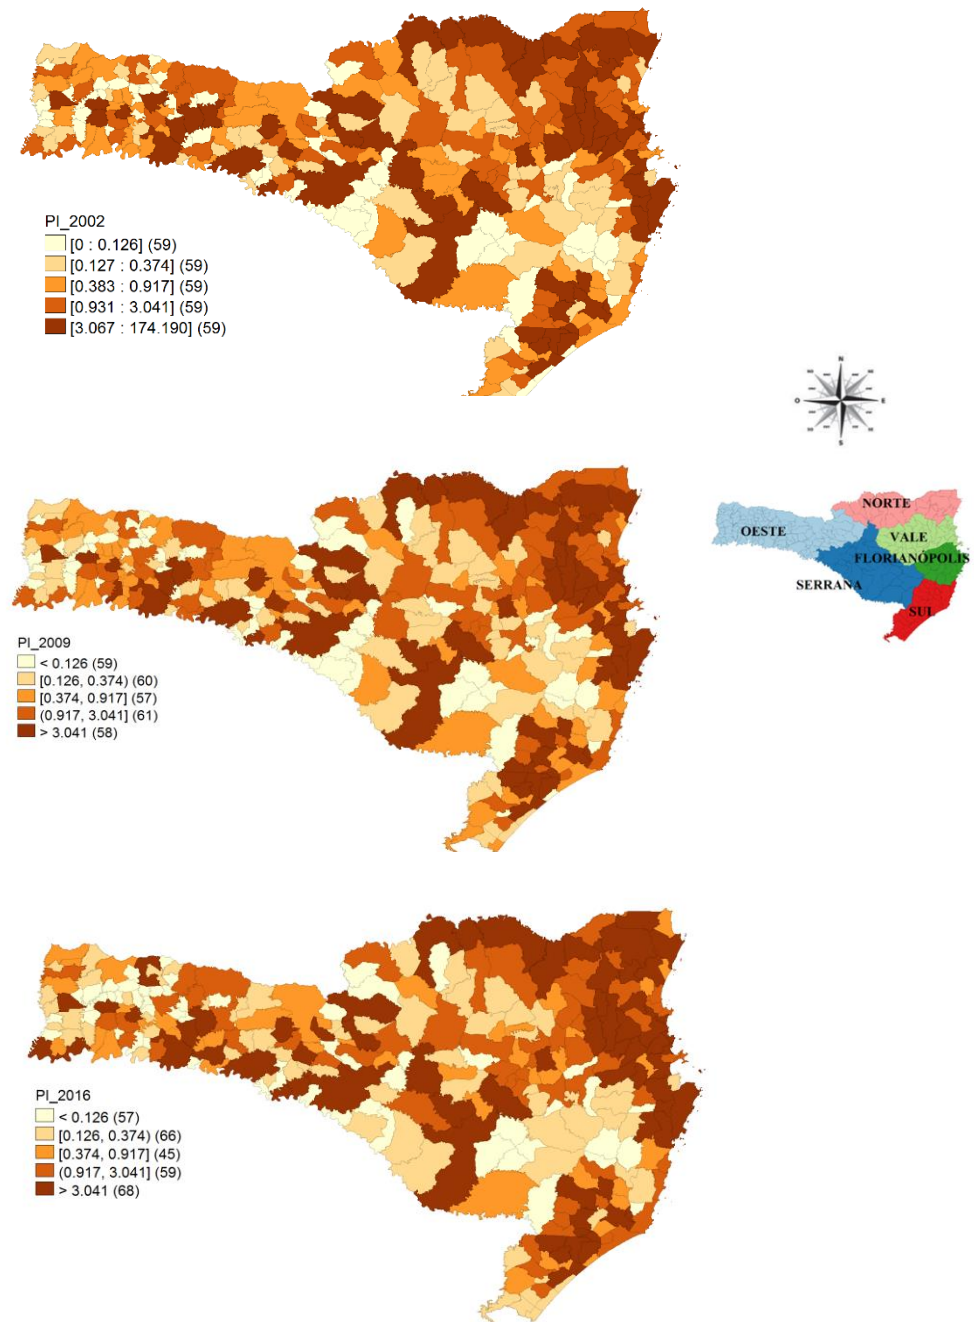 PI_2002
[0 : 0.126] (59)
[0.127 : 0.374] (59)
[0.383 : 0.917] (59)
[0.931 : 3.041] (59)
[3.067 : 174.190] (59)
N
O
E
S
NORTE
OESTE
VALE
FLORIANÓPOLIS
SERRANA
SUL
PI_2009
< 0.126 (59)
[0.126, 0.374) (60)
[0.374, 0.917] (57)
(0.917, 3.041] (61)
> 3.041 (58)
PI_2016
< 0.126 (57)
[0.126, 0.374) (66)
[0.374, 0.917] (45)
(0.917, 3.041] (59)
> 3.041 (68)